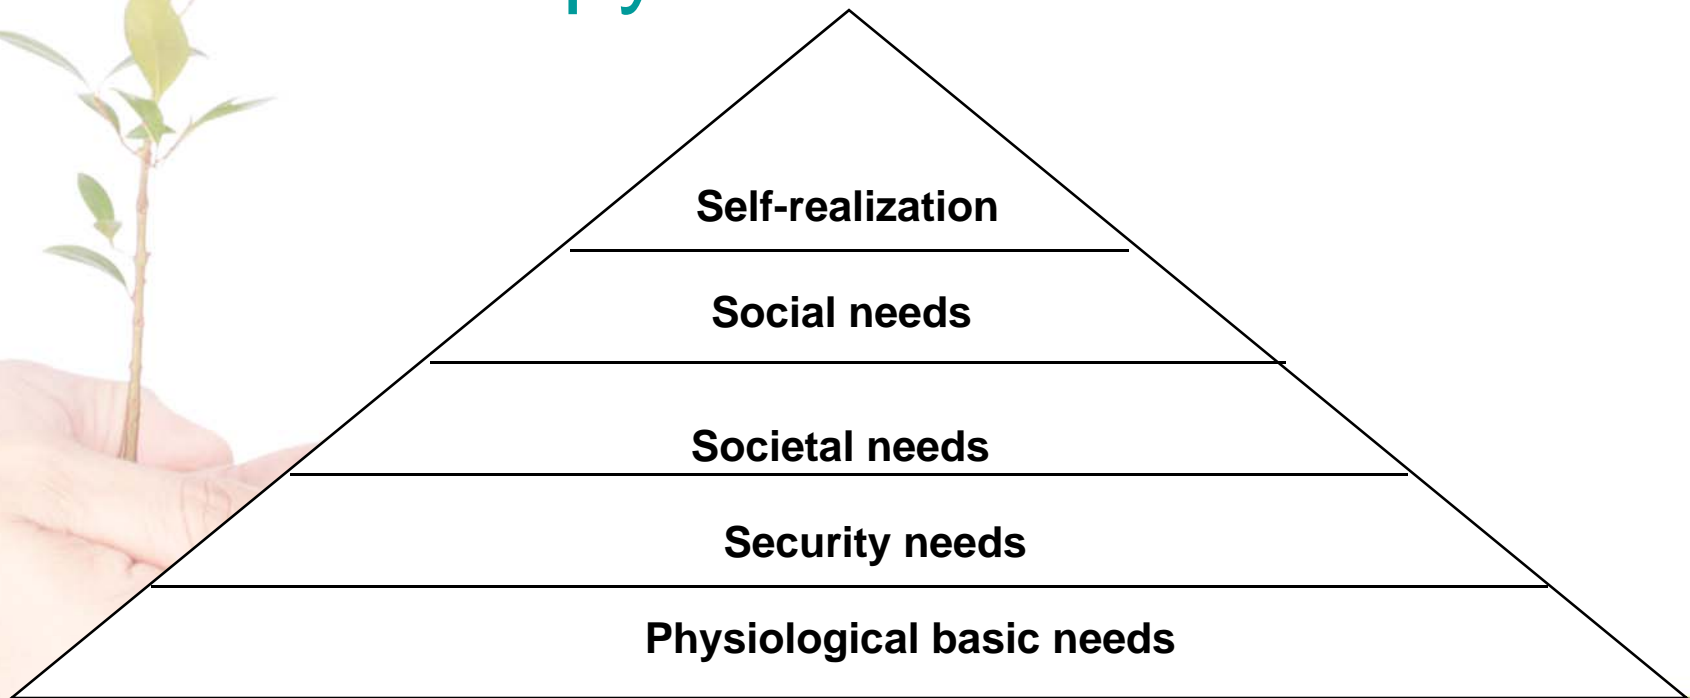 Self-realization
Social needs
Societal needs
Security needs
Physiological basic needs